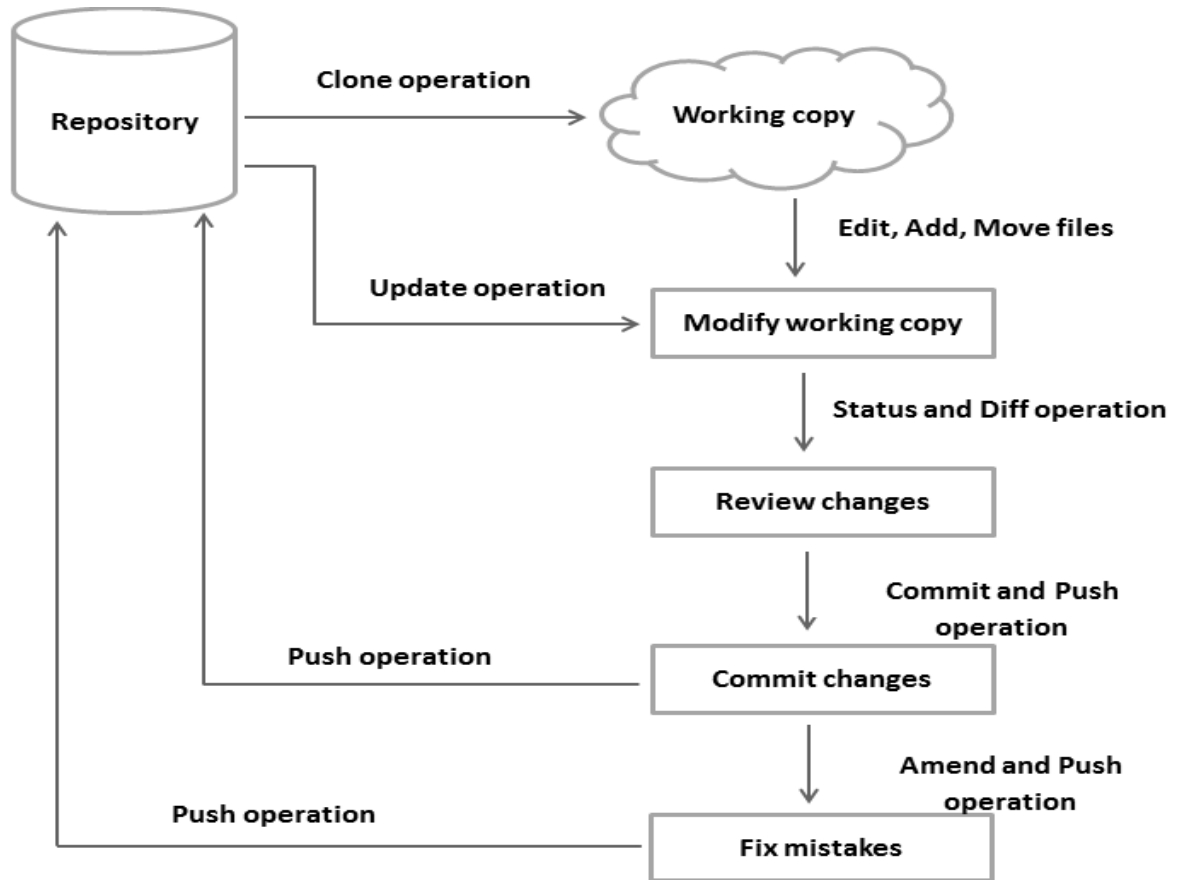 Clone operation
Repository
Working copy
Edit, Add, Move files
Update operation
Modify working copy
Status and Diff operation
Review changes
Commit and Push
operation
Push operation
Commit changes
Amend and Push
operation
Push operation
Fix mistakes